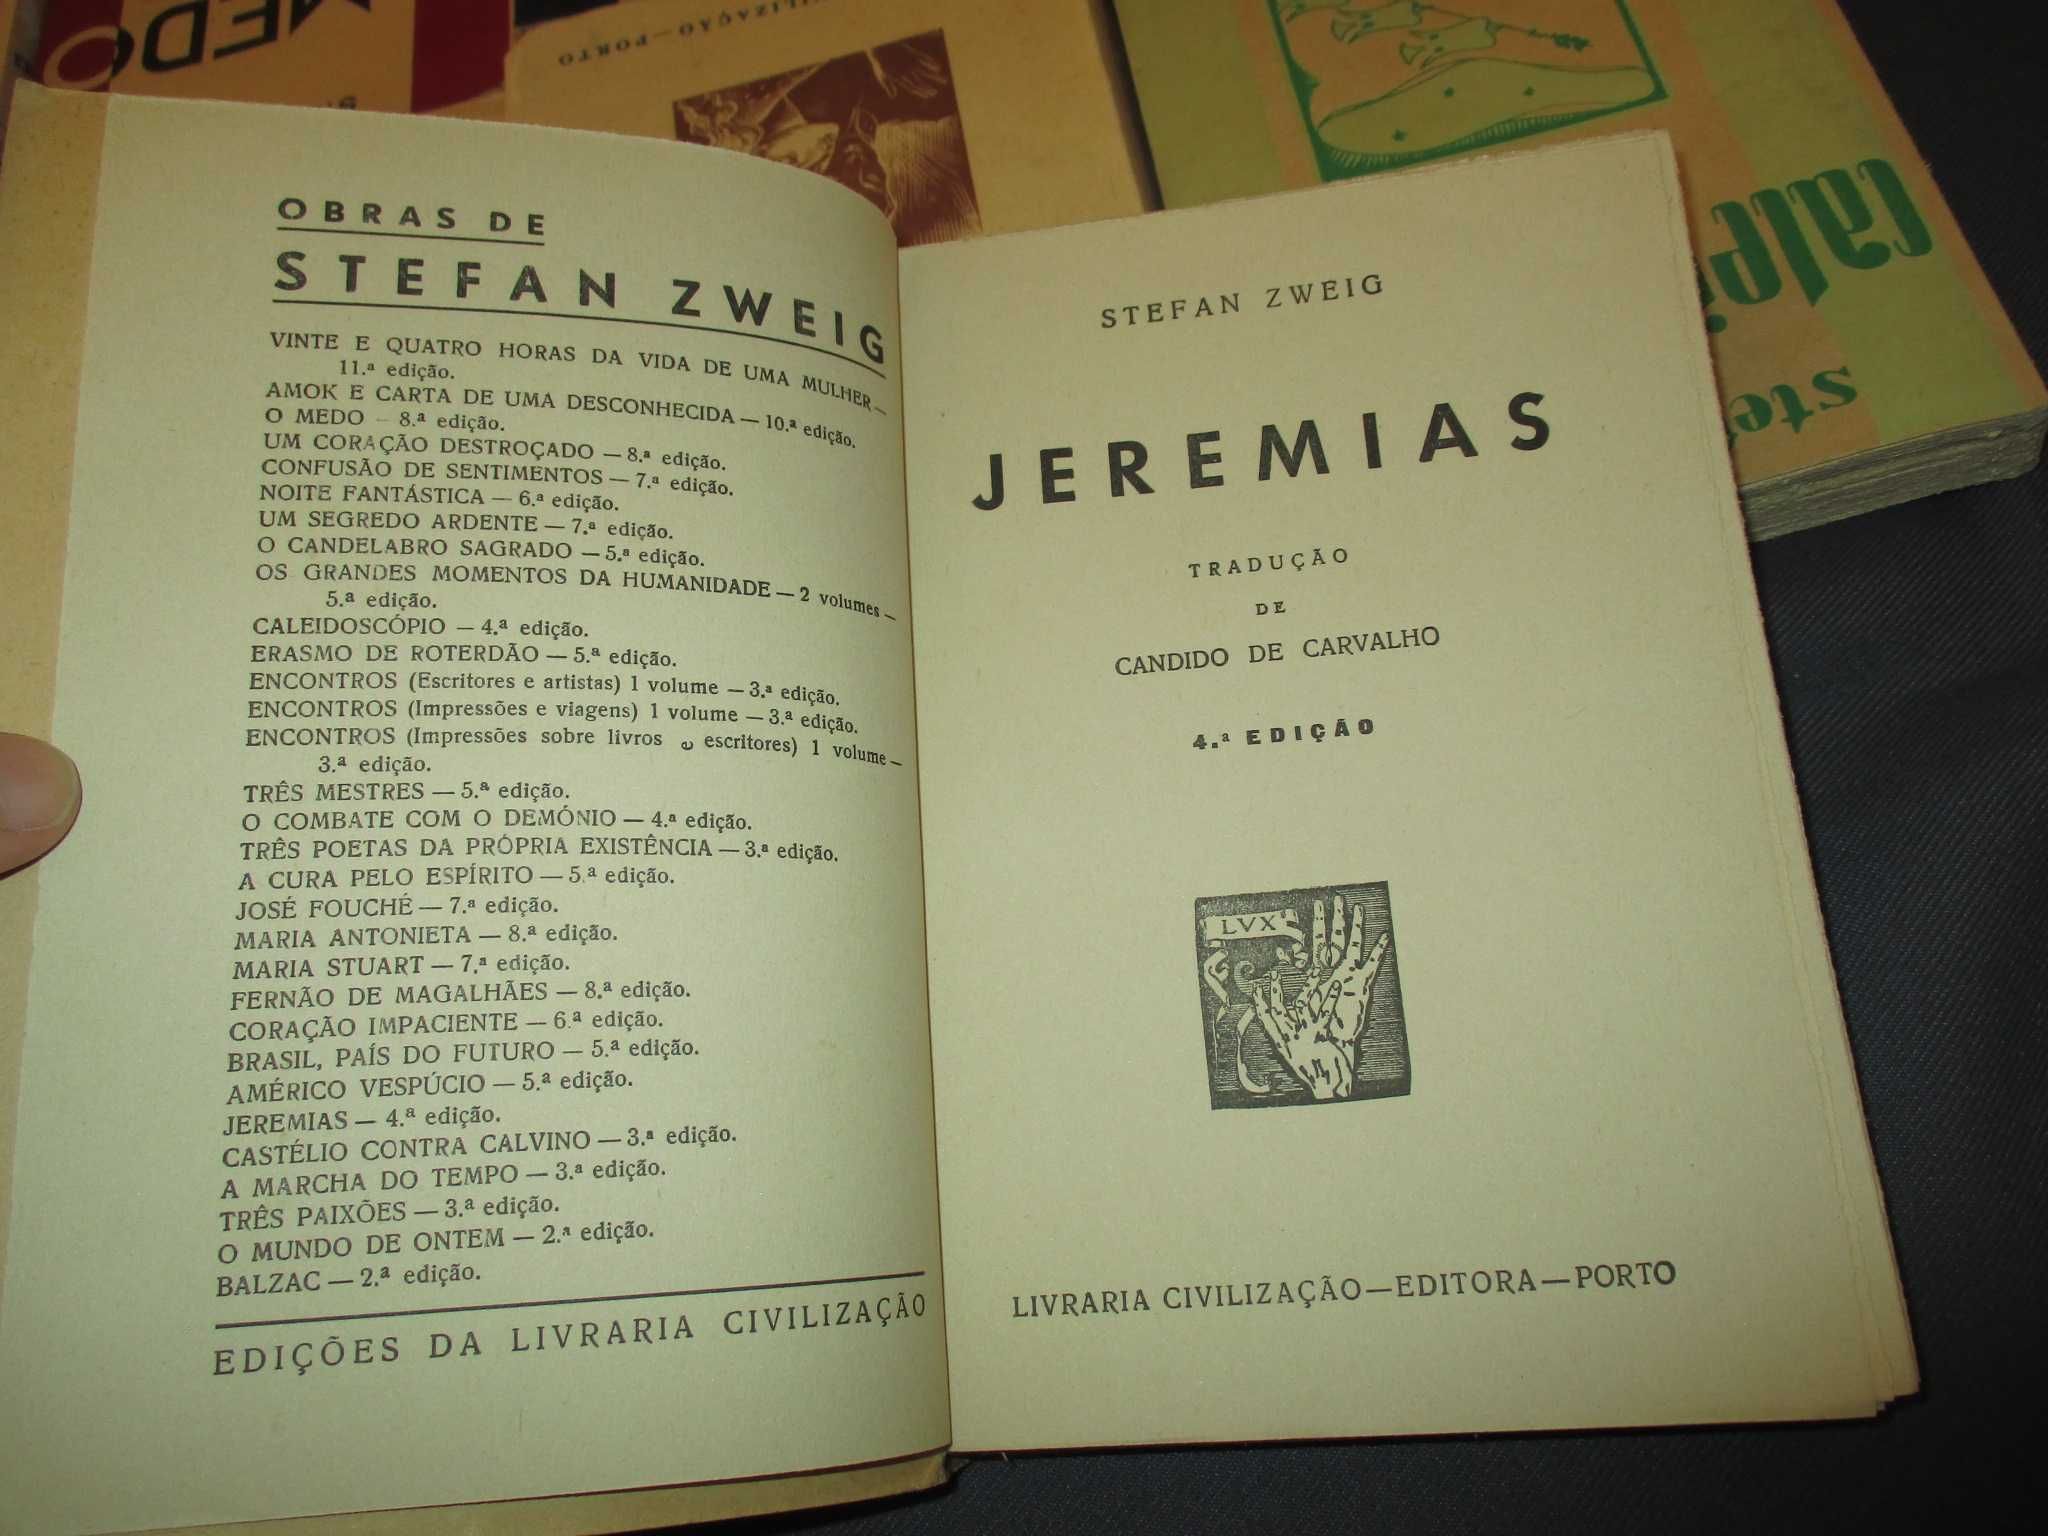 MEDO
CIVILIZAÇÃO—PORTO
OBRAS DE
STEFAN ZWEIG
VINTE E QUATRO HORAS DA VIDA DE UMA MULHER—
11.ª edição.
AMOK E CARTA DE UMA DESCONHECIDA—10.ª edição.
O MEDO — 8.ª edição.
UM CORAÇÃO DESTROÇADO—8.ª edição.
CONFUSÃO DE SENTIMENTOS—7.ª edição.
NOITE FANTÁSTICA—6.ª edição.
UM SEGREDO ARDENTE—7.ª edição.
O CANDELABRO SAGRADO—5.ª edição.
OS GRANDES MOMENTOS DA HUMANIDADE—2 volumes—
5.ª edição.
CALEIDOSCÓPIO—4.ª edição.
ERASMO DE ROTERDÃO—5.ª edição.
ENCONTROS (Escritores e artistas) 1 volume—3.ª edição.
ENCONTROS (Impressões e viagens) 1 volume—3.ª edição.
ENCONTROS (Impressões sobre livros e escritores) 1 volume—
3.ª edição.
TRÊS MESTRES—5.ª edição.
O COMBATE COM O DEMÓNIO—4.ª edição.
TRÊS POETAS DA PRÓPRIA EXISTÊNCIA—3.ª edição.
A CURA PELO ESPÍRITO—5.ª edição.
JOSÉ FOUCHÉ—7.ª edição.
MARIA ANTONIETA—8.ª edição.
MARIA STUART—7.ª edição.
FERNÃO DE MAGALHÃES—8.ª edição.
CORAÇÃO IMPACIENTE—6.ª edição.
BRASIL, PAÍS DO FUTURO—5.ª edição.
AMÉRICO VESPÚCIO—5.ª edição.
JEREMIAS—4.ª edição.
CASTÉLIO CONTRA CALVINO—3.ª edição.
A MARCHA DO TEMPO—3.ª edição.
TRÊS PAIXÕES—3.ª edição.
O MUNDO DE ONTEM—2.ª edição.
BALZAC—2.ª edição.
EDIÇÕES DA LIVRARIA CIVILIZAÇÃO
STEFAN ZWEIG
JEREMIAS
TRADUÇÃO
DE
CANDIDO DE CARVALHO
4.ª EDIÇÃO
LVX
LIVRARIA CIVILIZAÇÃO—EDITORA—PORTO